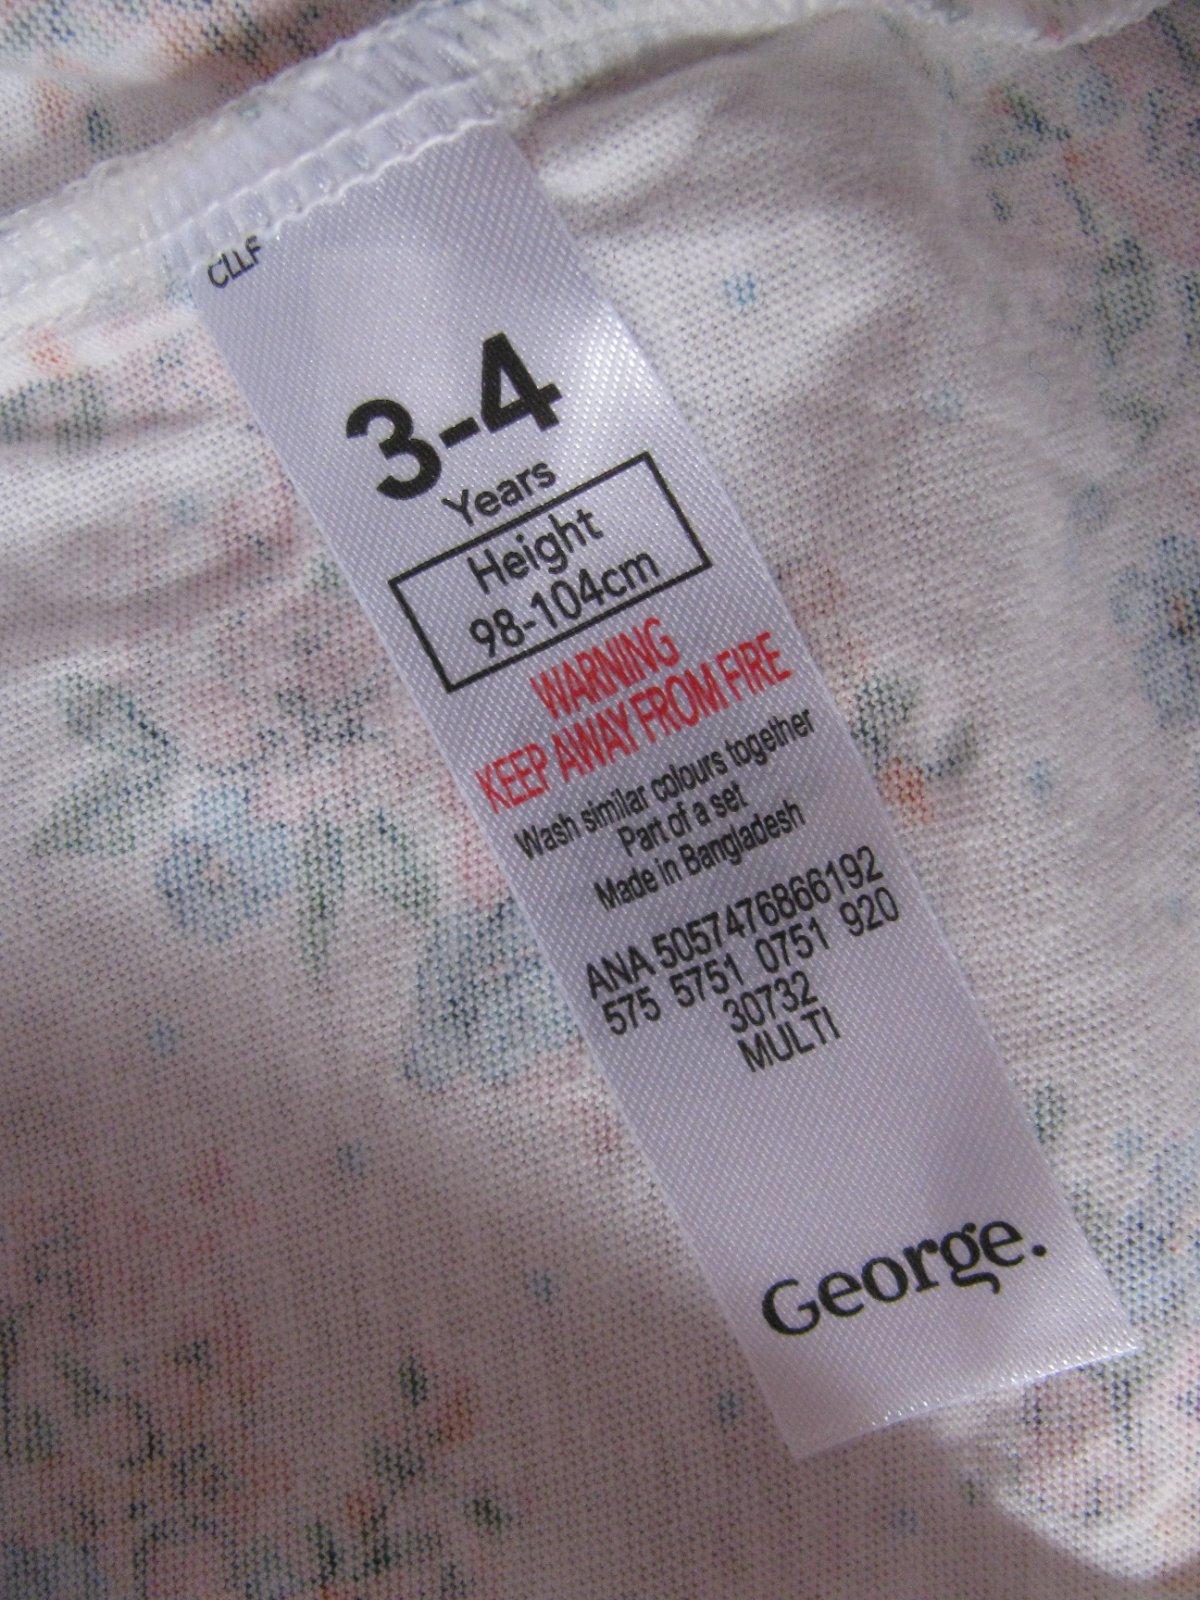 CLLF
3-4
Years
Height
98-104cm
WARNING
KEEP AWAY FROM FIRE
Wash similar colours together
Part of a set
Made in Bangladesh
ANA 5057476866192
575 5751 0751 920
30732
MULTI
George.